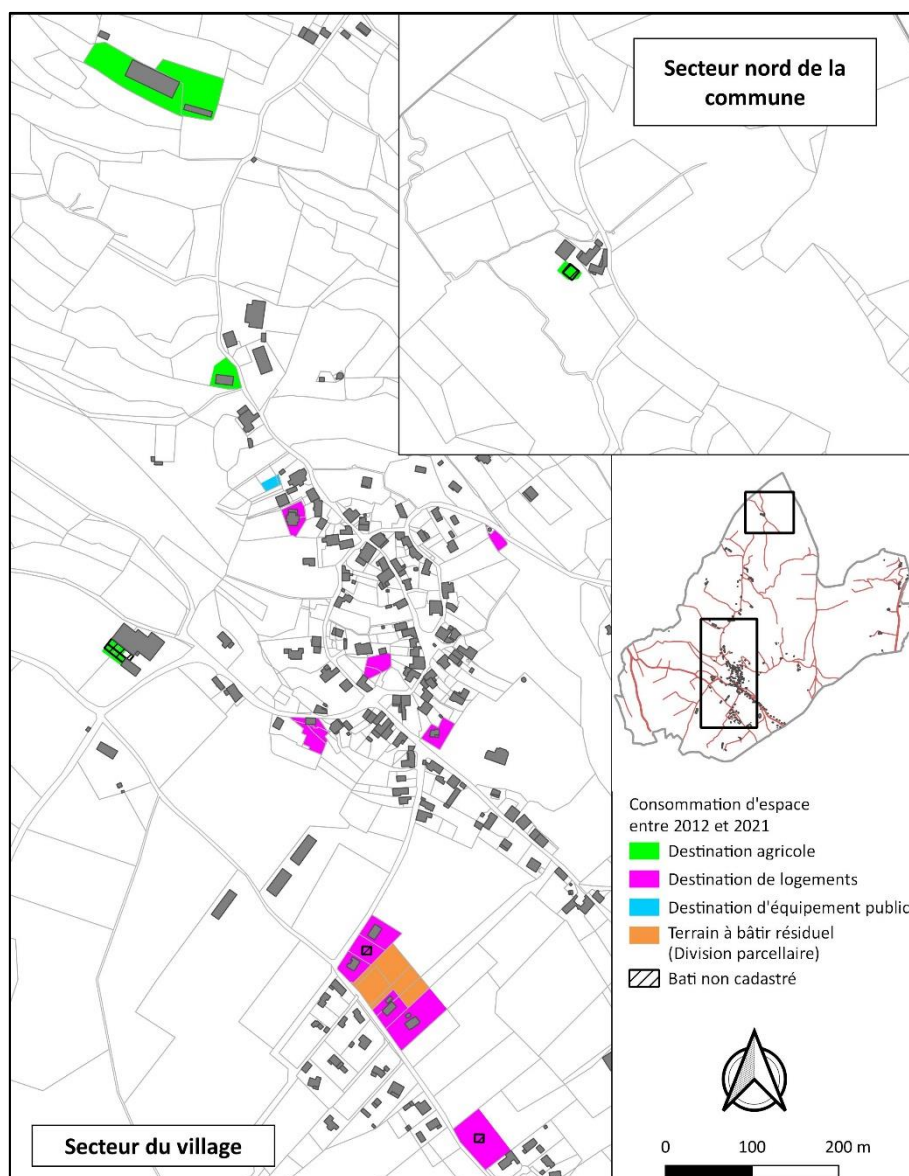 Secteur nord de la
commune
Consommation d'espace
entre 2012 et 2021
Destination agricole
Destination de logements
Destination d'équipement public
Terrain à bâtir résiduel
(Division parcellaire)
Bati non cadastré
Secteur du village
0 100 200 m